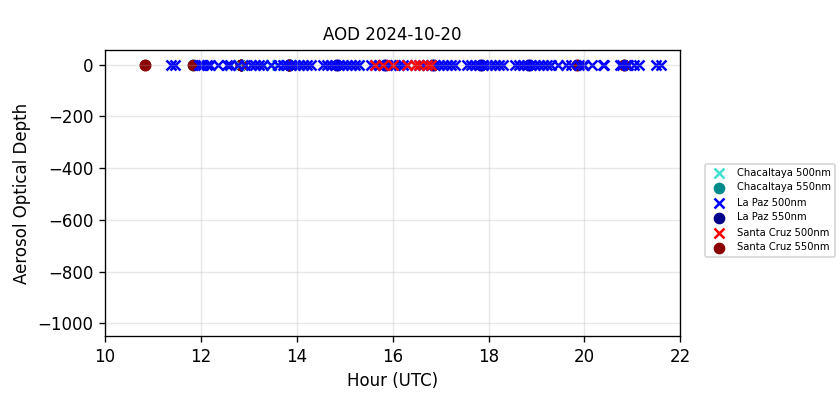 AOD 2024-10-20
Aerosol Optical Depth
0
−200
−400
−600
−800
−1000
10 12 14 16 18 20 22
Hour (UTC)
Chacaltaya 500nm
Chacaltaya 550nm
La Paz 500nm
La Paz 550nm
Santa Cruz 500nm
Santa Cruz 550nm